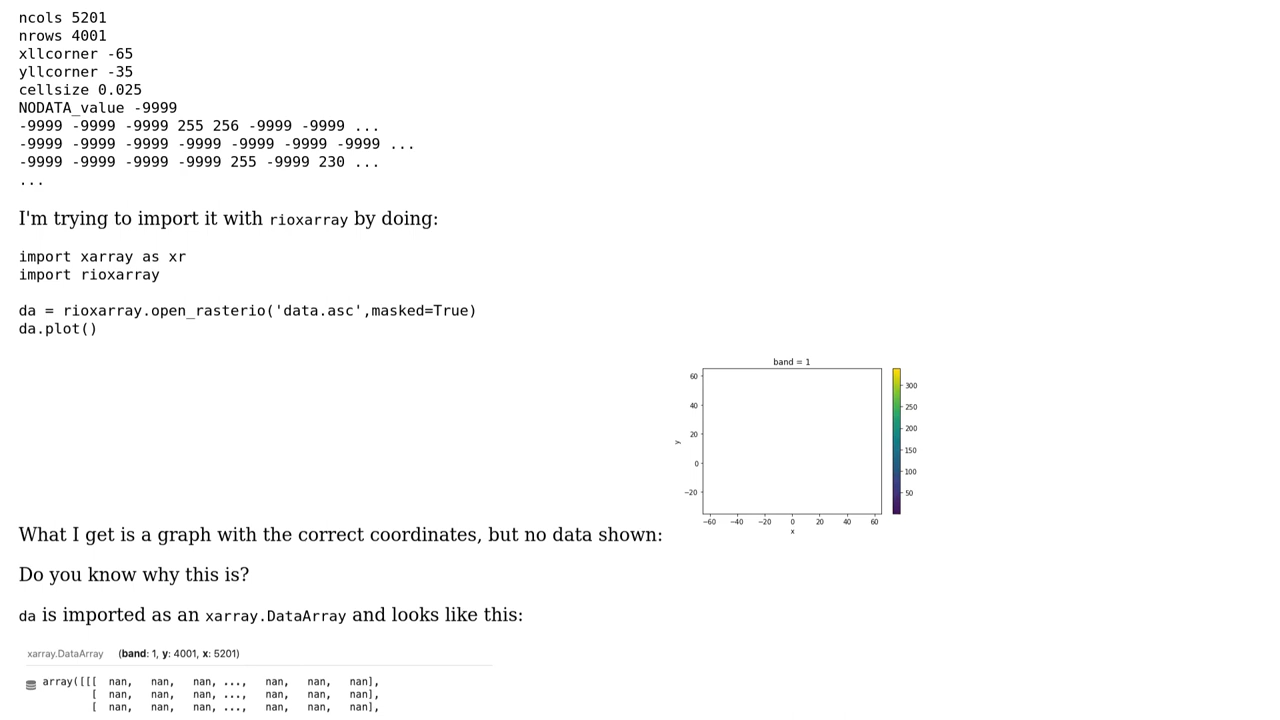 ncols 5201
nrows 4001
xllcorner -65
yllcorner -35
cellsize 0.025
NODATA_value -9999
-9999 -9999 -9999 255 256 -9999 -9999 ...
-9999 -9999 -9999 -9999 -9999 -9999 -9999 ...
-9999 -9999 -9999 -9999 255 -9999 230 ...
...
I'm trying to import it with rioxarray by doing:
import xarray as xr
import rioxarray
da = rioxarray.open_rasterio('data.asc',masked=True)
da.plot()
band = 1
60
40
20
0
−20
y
−60 −40 −20 0 20 40 60
x
300
250
200
150
100
50
What I get is a graph with the correct coordinates, but no data shown:
Do you know why this is?
da is imported as an xarray.DataArray and looks like this:
xarray.DataArray (band: 1, y: 4001, x: 5201)
array([[[ nan, nan, nan, ..., nan, nan, nan],
[ nan, nan, nan, ..., nan, nan, nan],
[ nan, nan, nan, ..., nan, nan, nan],